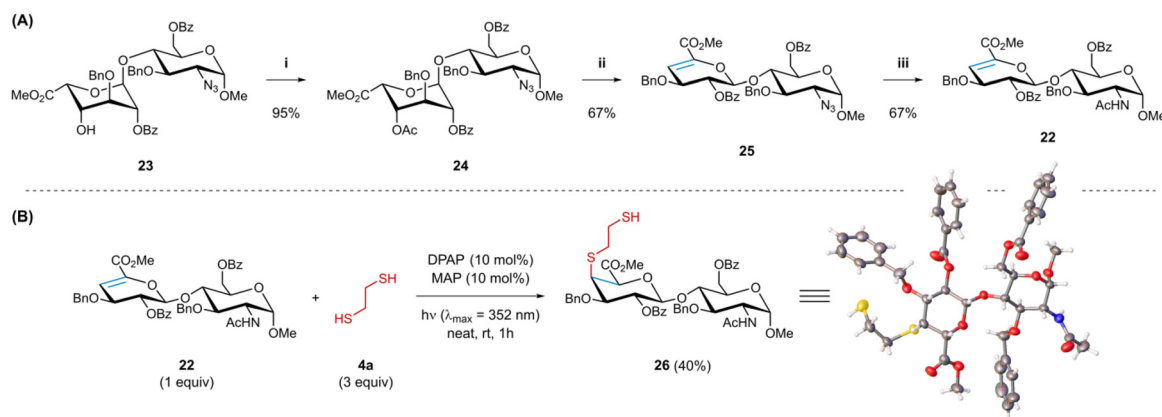 (A)
OBz
OBz
CO₂Me
OBz
CO₂Me
OBz
O
O
OBn
BnO
N₃
OMe
MeO₂C
O
O
OH
OBz
i
95%
O
O
OBn
BnO
N₃
OMe
MeO₂C
O
O
OAc
OBz
ii
67%
O
O
O
BnO
OBz
BnO
N₃
OMe
iii
67%
O
O
O
BnO
OBz
BnO
AcHN
OMe
23
24
25
22
(B)
CO₂Me
OBz
O
O
O
BnO
OBz
BnO
AcHN
OMe
22
(1 equiv)
+
SH
HS
4a
(3 equiv)
DPAP (10 mol%)
MAP (10 mol%)
hν (λmax = 352 nm)
neat, rt, 1h
SH
S
MeO₂C
OBz
O
O
O
BnO
OBz
BnO
AcHN
OMe
26 (40%)